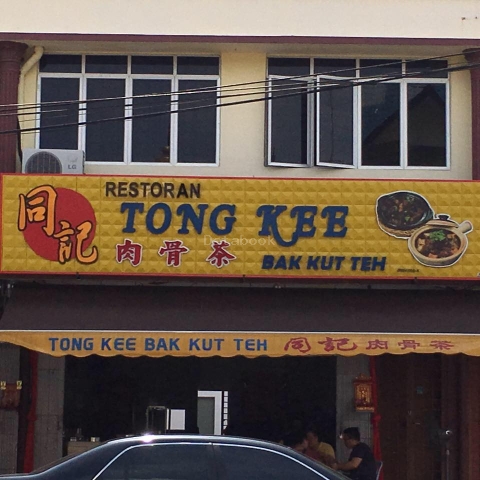 LG
RESTORAN
同記
TONG KEE
肉骨茶
BAK KUT TEH
TONG KEE BAK KUT TEH 同記肉骨茶